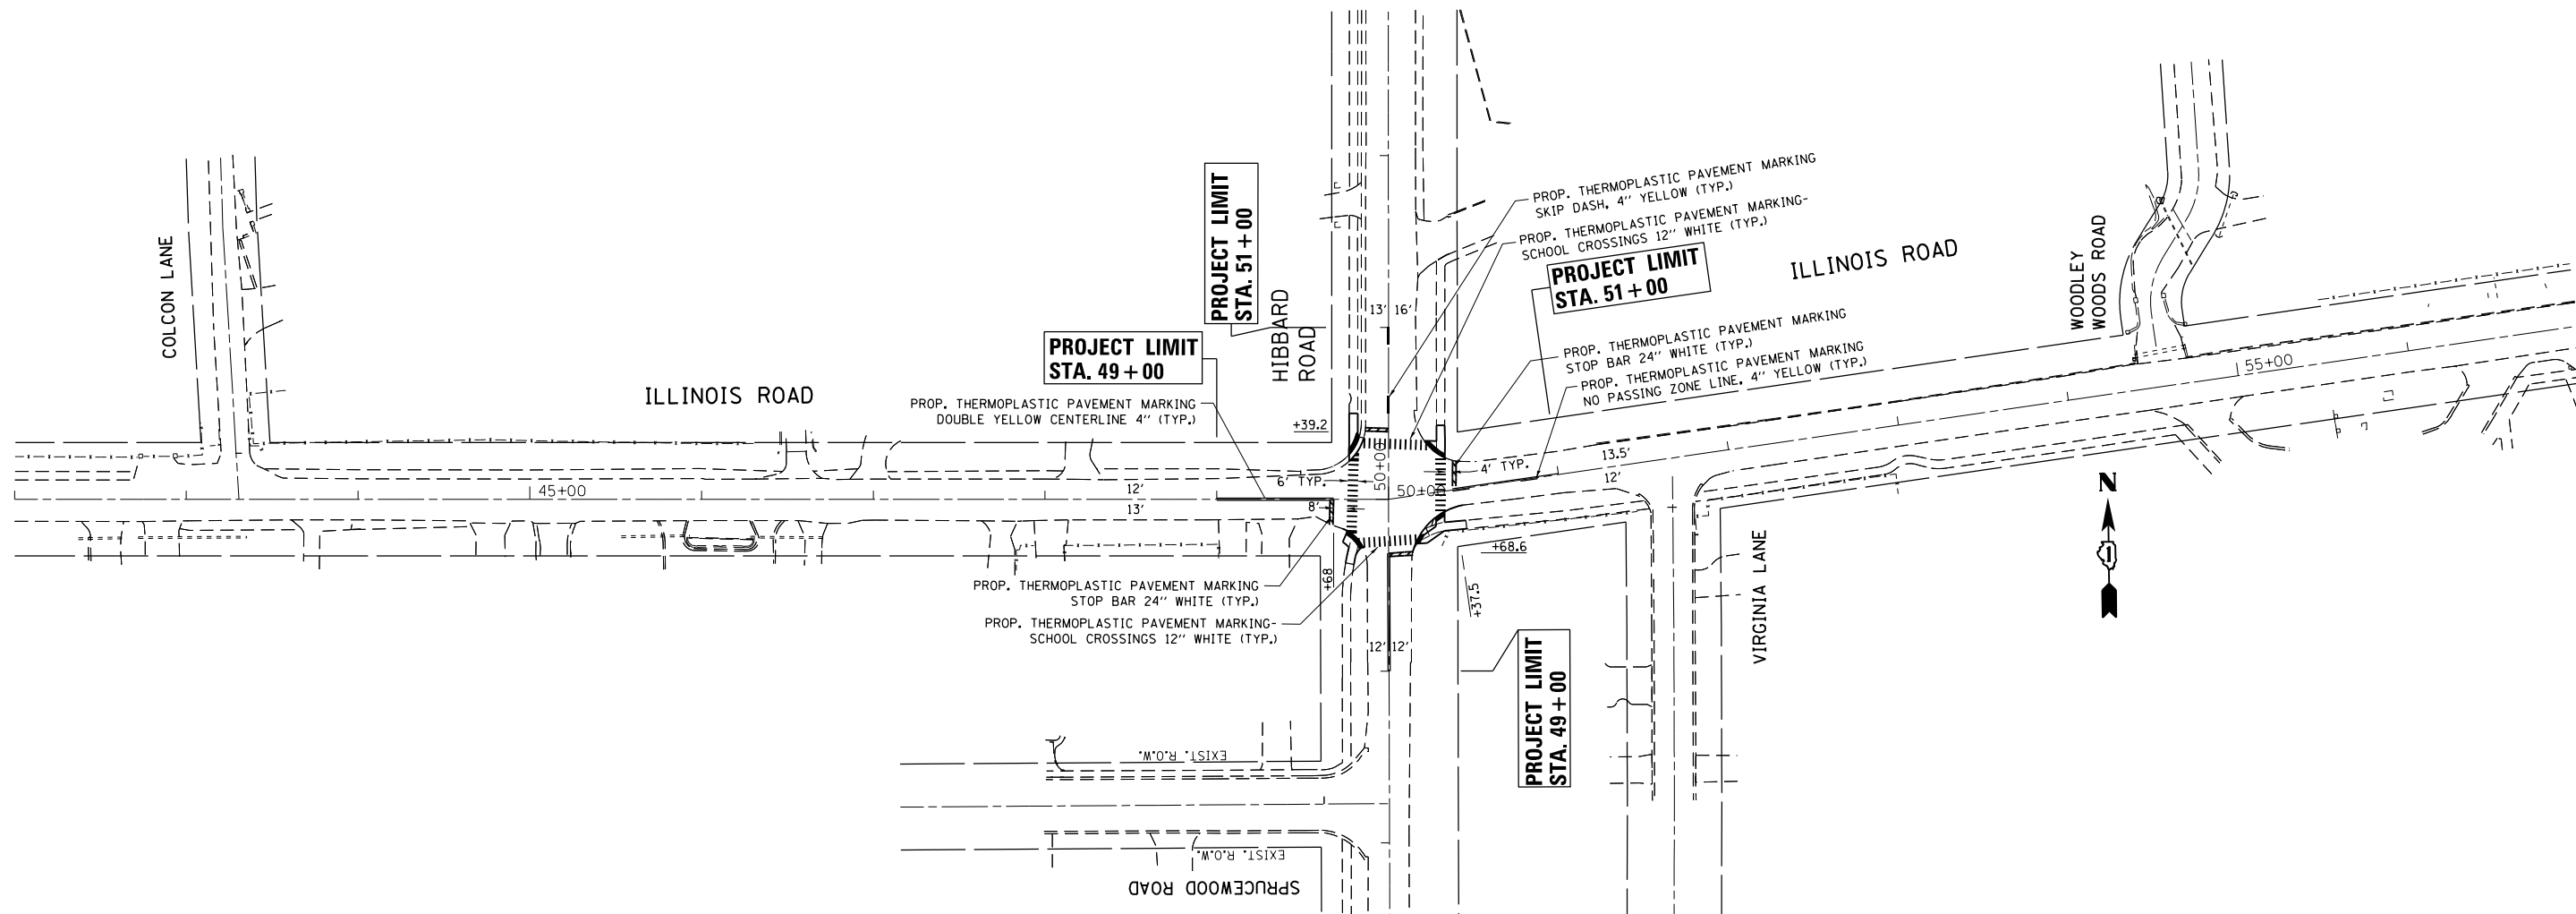 COLCON LANE
ILLINOIS ROAD
45+00
PROJECT LIMIT
STA. 51+00
PROJECT LIMIT
STA. 49+00
HIBBARD
ROAD
PROP. THERMOPLASTIC PAVEMENT MARKING
DOUBLE YELLOW CENTERLINE 4" (TYP.)
+39.2
12'
13'
6' TYP.
8'
13' 16'
50+00
50+00
4' TYP.
PROP. THERMOPLASTIC PAVEMENT MARKING
SKIP DASH, 4" YELLOW (TYP.)
PROP. THERMOPLASTIC PAVEMENT MARKING-
SCHOOL CROSSINGS 12" WHITE (TYP.)
PROJECT LIMIT
STA. 51+00
ILLINOIS ROAD
PROP. THERMOPLASTIC PAVEMENT MARKING
STOP BAR 24" WHITE (TYP.)
PROP. THERMOPLASTIC PAVEMENT MARKING
NO PASSING ZONE LINE, 4" YELLOW (TYP.)
13.5'
12'
WOODLEY
WOODS ROAD
55+00
N
+68
+68.6
+37.5
PROP. THERMOPLASTIC PAVEMENT MARKING
STOP BAR 24" WHITE (TYP.)
PROP. THERMOPLASTIC PAVEMENT MARKING-
SCHOOL CROSSINGS 12" WHITE (TYP.)
12' 12'
PROJECT LIMIT
STA. 49+00
VIRGINIA LANE
EXIST. R.O.W.
EXIST. R.O.W.
SPRUCEWOOD ROAD